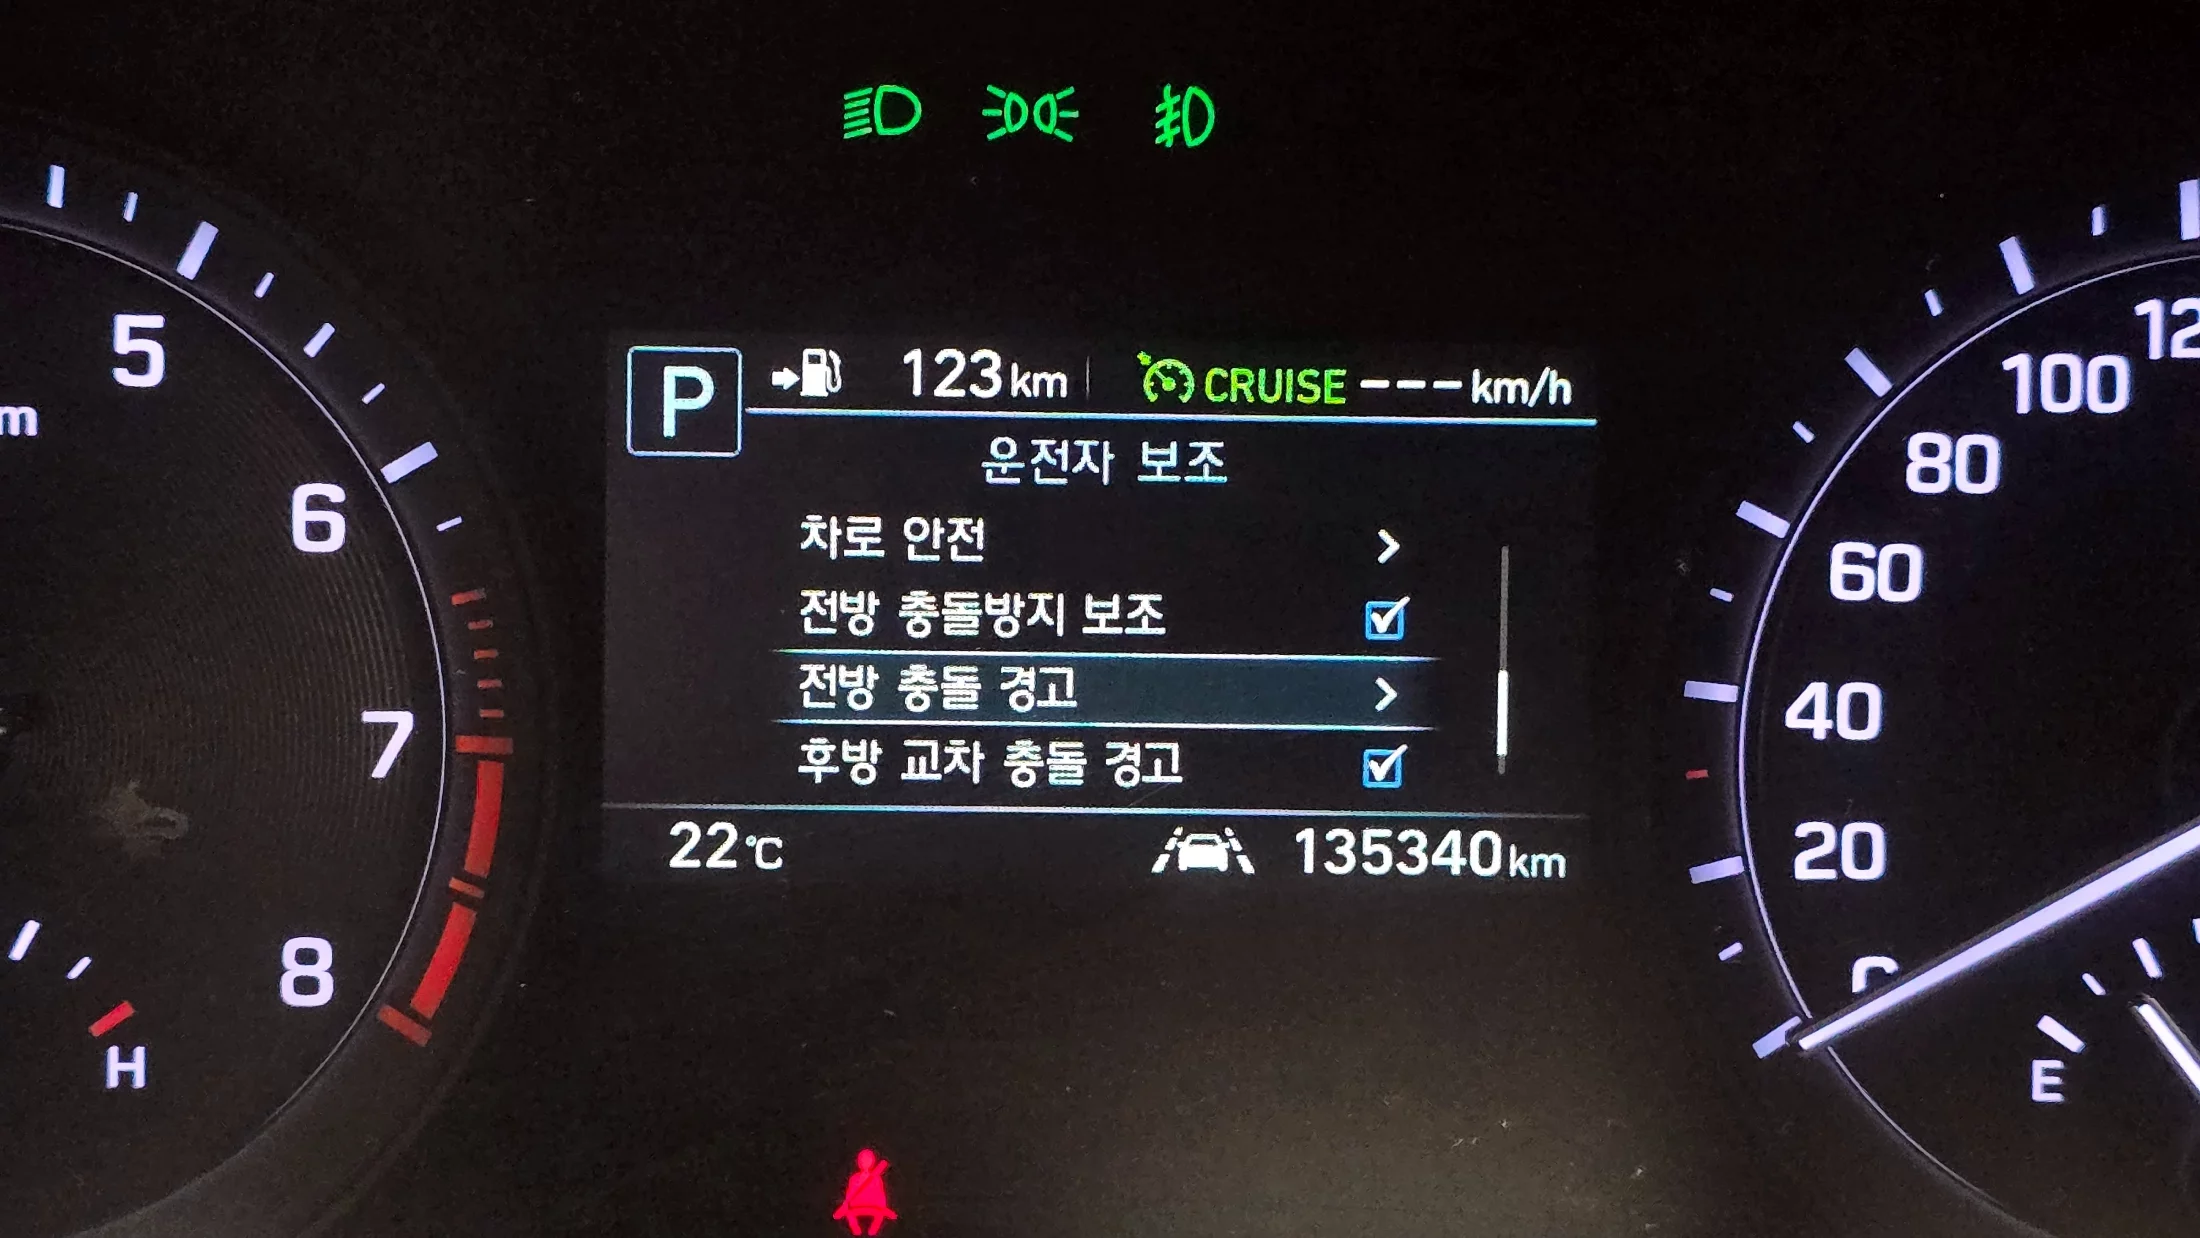 P 123km CRUISE ---km/h
운전자 보조
차로 안전
전방 충돌방지 보조
전방 충돌 경고
후방 교차 충돌 경고
22℃ 135340km
5
6
7
8
H
m
100
80
60
40
20
E